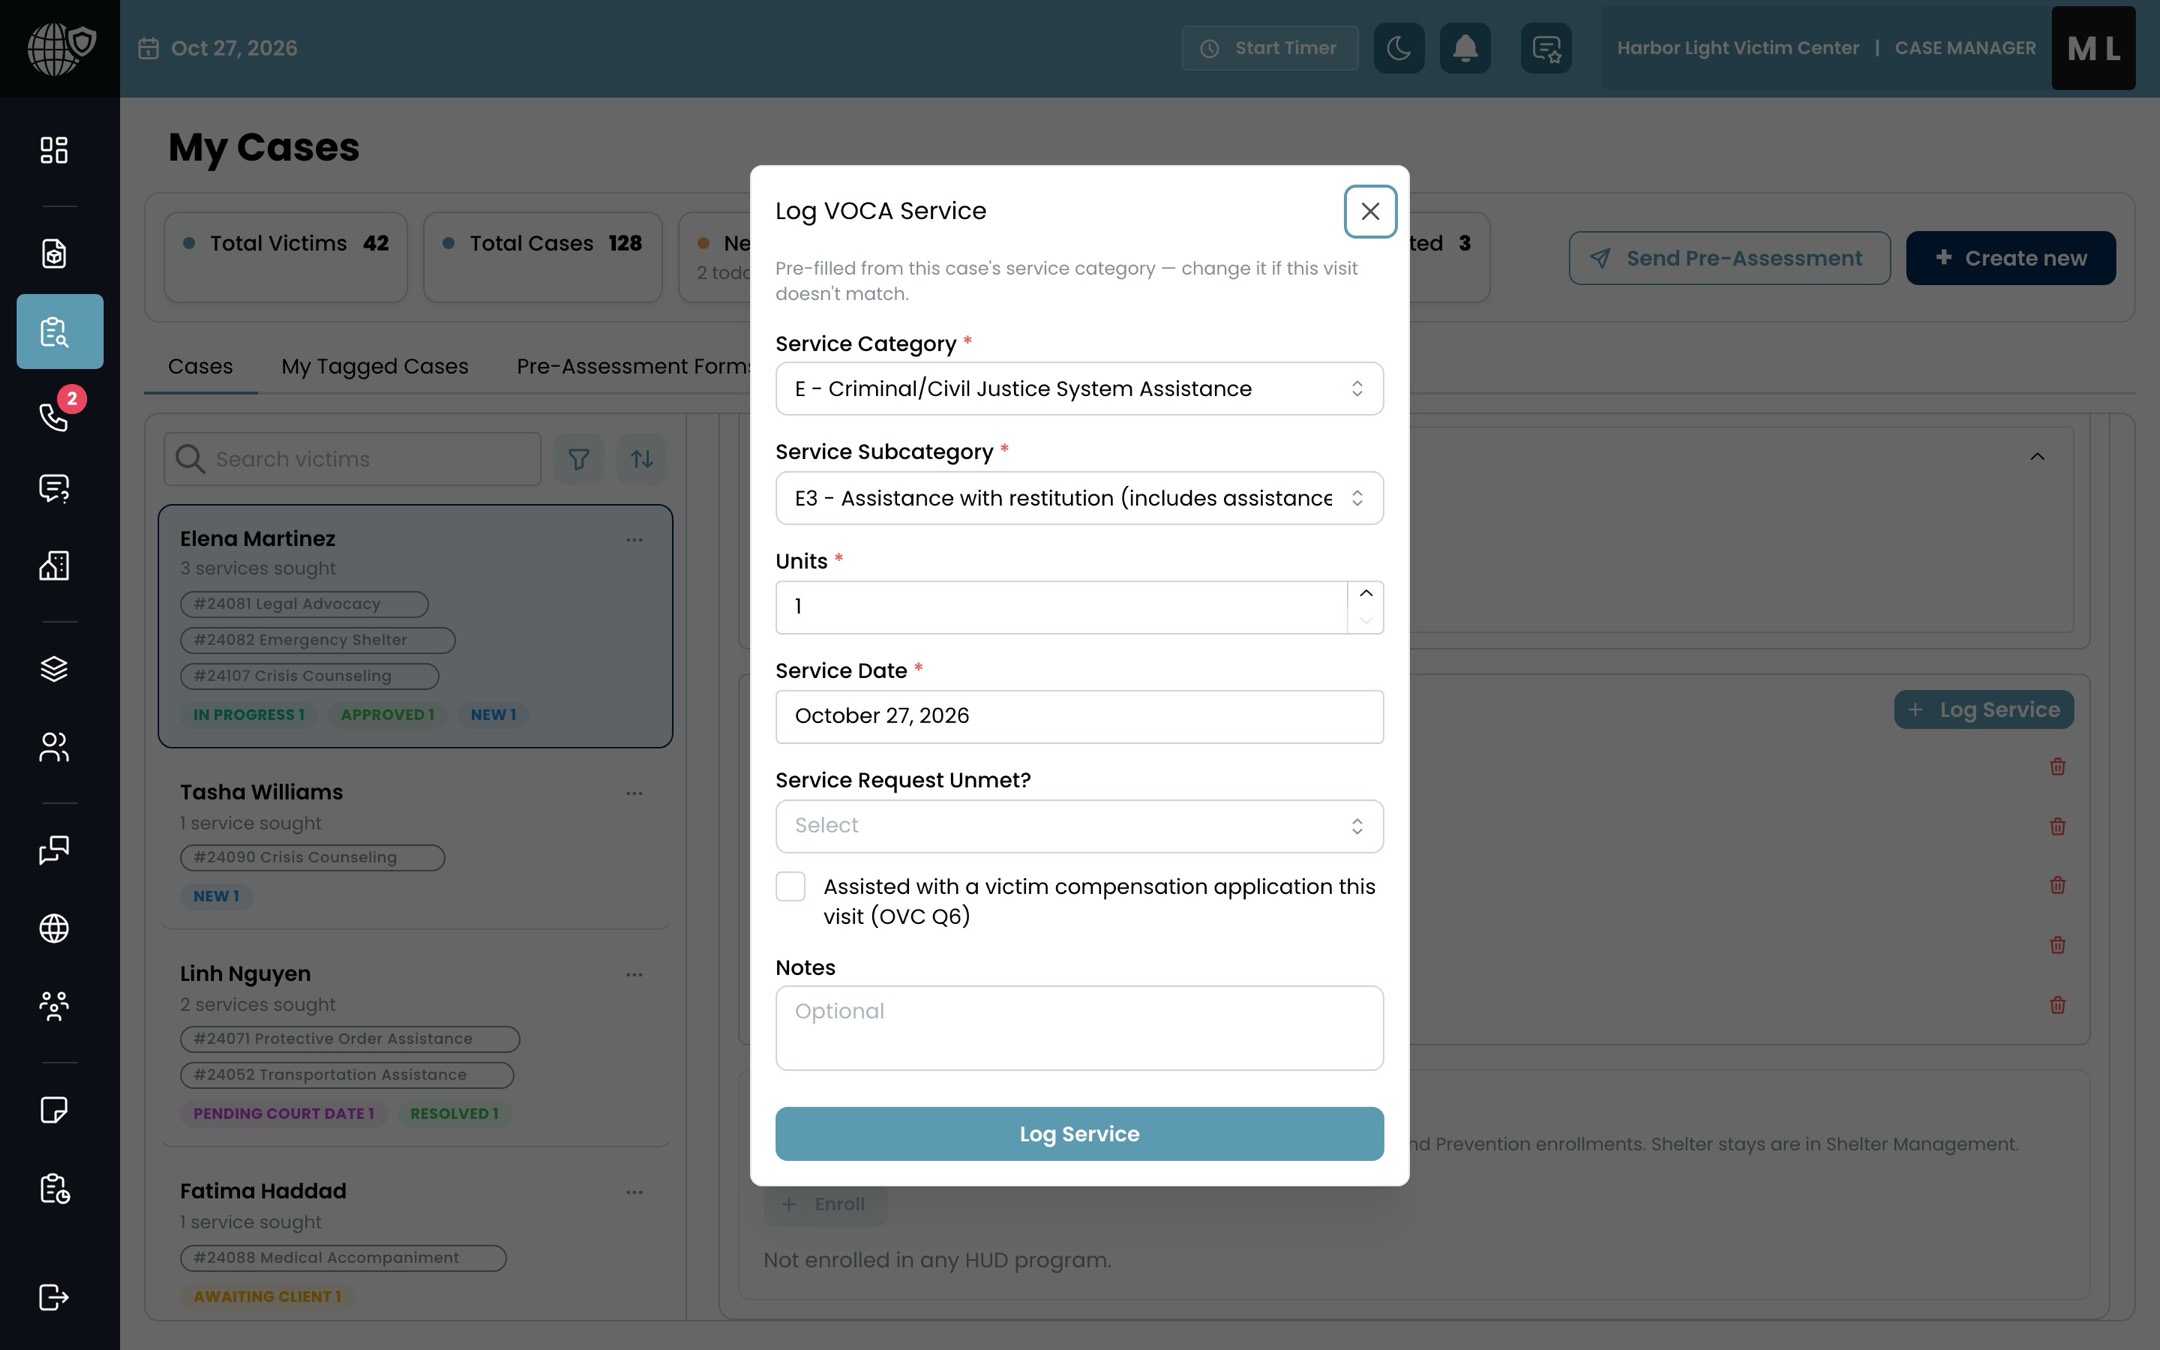 Oct 27, 2026
Start Timer
Harbor Light Victim Center | CASE MANAGER
M L
My Cases
Total Victims 42
Total Cases 128
Ne
2 toda
ted 3
Send Pre-Assessment
+ Create new
Cases
My Tagged Cases
Pre-Assessment Forms
2
Search victims
Elena Martinez
3 services sought
#24081 Legal Advocacy
#24082 Emergency Shelter
#24107 Crisis Counseling
IN PROGRESS 1
APPROVED 1
NEW 1
Tasha Williams
1 service sought
#24090 Crisis Counseling
NEW 1
Linh Nguyen
2 services sought
#24071 Protective Order Assistance
#24052 Transportation Assistance
PENDING COURT DATE 1
RESOLVED 1
Fatima Haddad
1 service sought
#24088 Medical Accompaniment
AWAITING CLIENT 1
Log VOCA Service
Pre-filled from this case's service category — change it if this visit
doesn't match.
Service Category *
E - Criminal/Civil Justice System Assistance
Service Subcategory *
E3 - Assistance with restitution (includes assistance
Units *
1
Service Date *
October 27, 2026
Service Request Unmet?
Select
Assisted with a victim compensation application this
visit (OVC Q6)
Notes
Optional
Log Service
+ Log Service
nd Prevention enrollments. Shelter stays are in Shelter Management.
+ Enroll
Not enrolled in any HUD program.